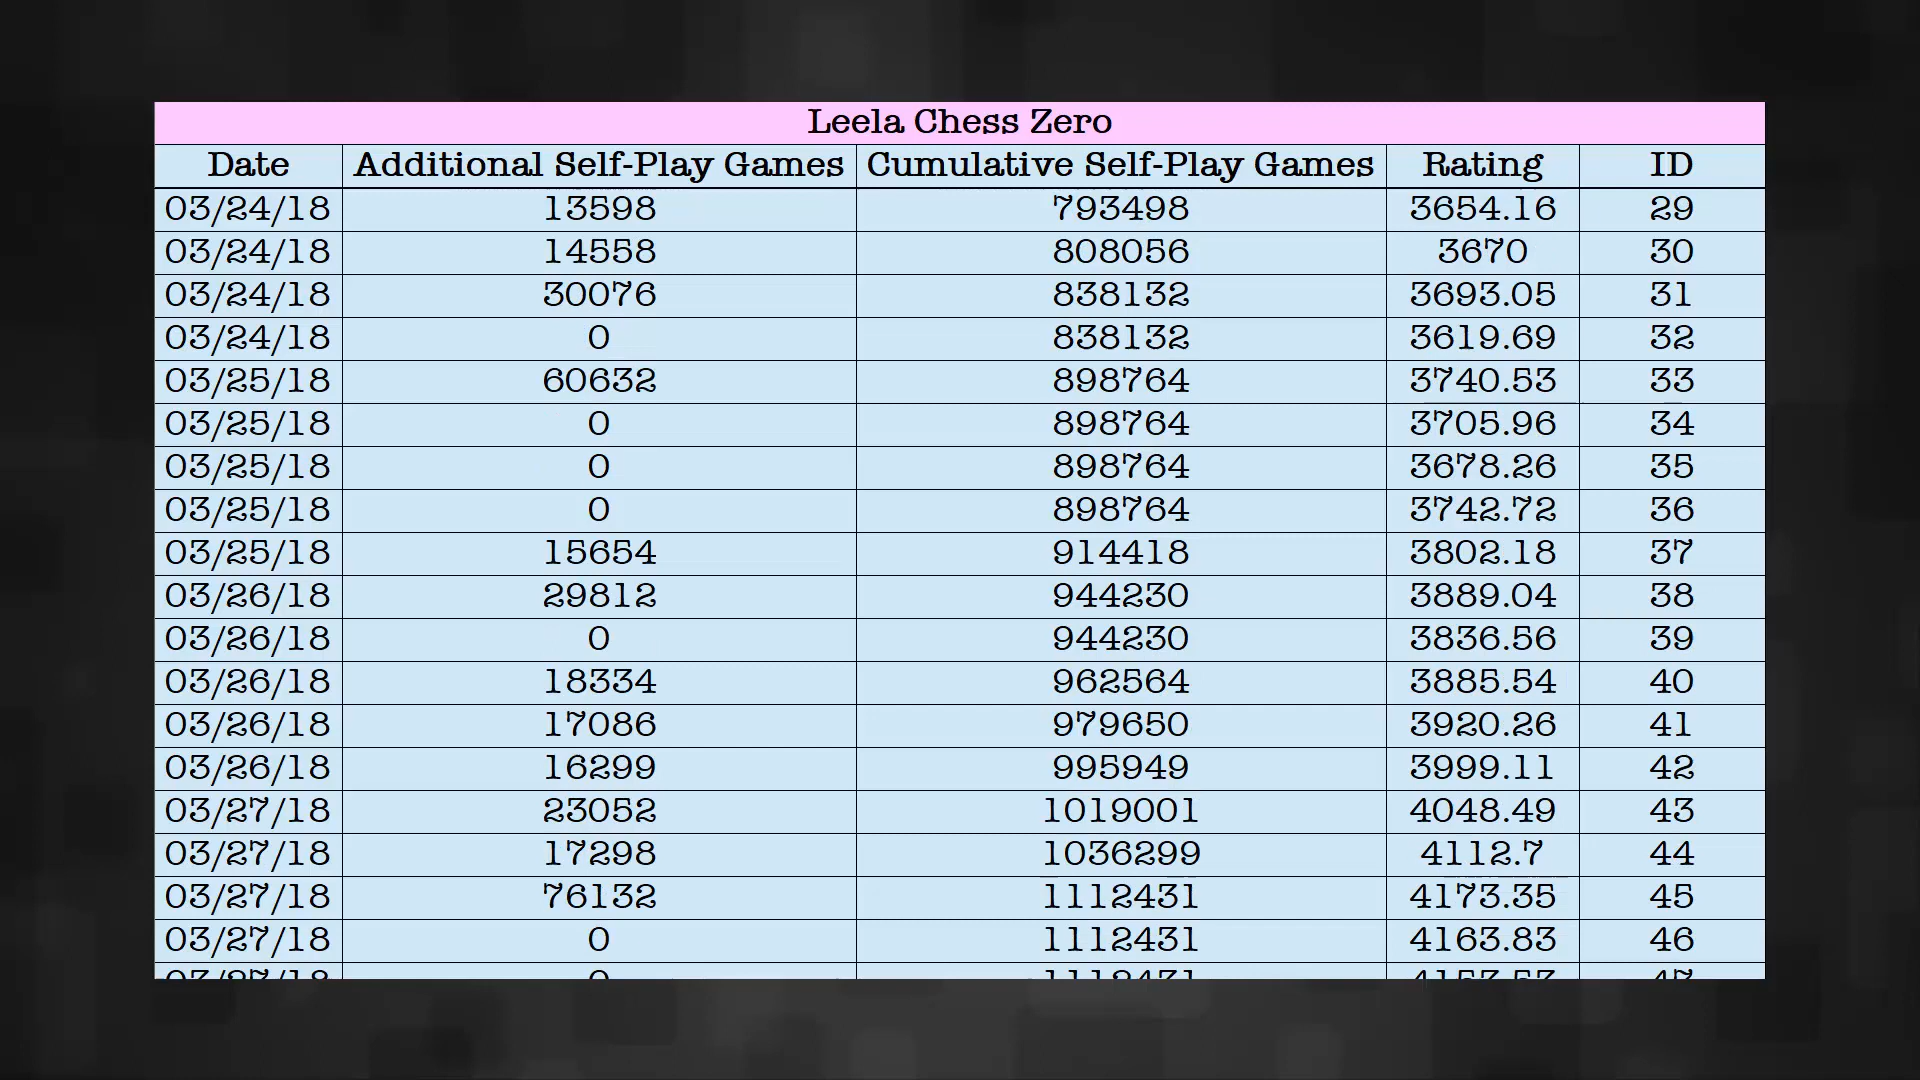 Leela Chess Zero
Date Additional Self-Play Games Cumulative Self-Play Games Rating ID
03/24/18 13598 793498 3654.16 29
03/24/18 14558 808056 3670 30
03/24/18 30076 838132 3693.05 31
03/24/18 0 838132 3619.69 32
03/25/18 60632 898764 3740.53 33
03/25/18 0 898764 3705.96 34
03/25/18 0 898764 3678.26 35
03/25/18 0 898764 3742.72 36
03/25/18 15654 914418 3802.18 37
03/26/18 29812 944230 3889.04 38
03/26/18 0 944230 3836.56 39
03/26/18 18334 962564 3885.54 40
03/26/18 17086 979650 3920.26 41
03/26/18 16299 995949 3999.11 42
03/27/18 23052 1019001 4048.49 43
03/27/18 17298 1036299 4112.7 44
03/27/18 76132 1112431 4173.35 45
03/27/18 0 1112431 4163.83 46